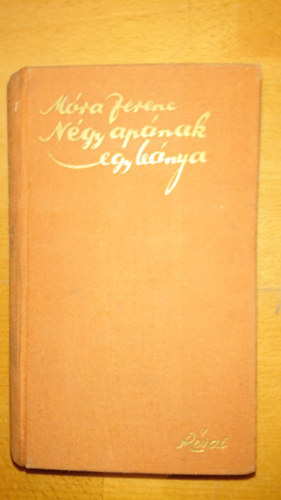 Móra Ferenc
Négy apának
egy leánya
Révai